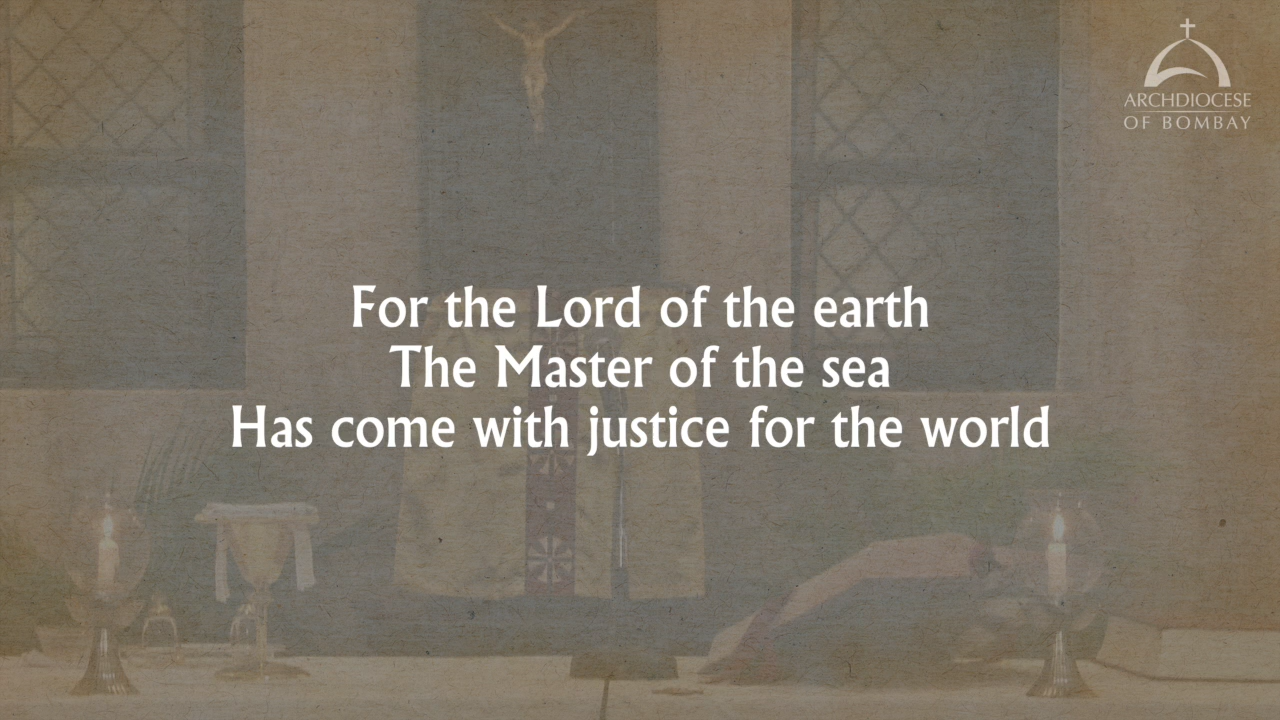 ARCHDIOCESE
OF BOMBAY
For the Lord of the earth
The Master of the sea
Has come with justice for the world